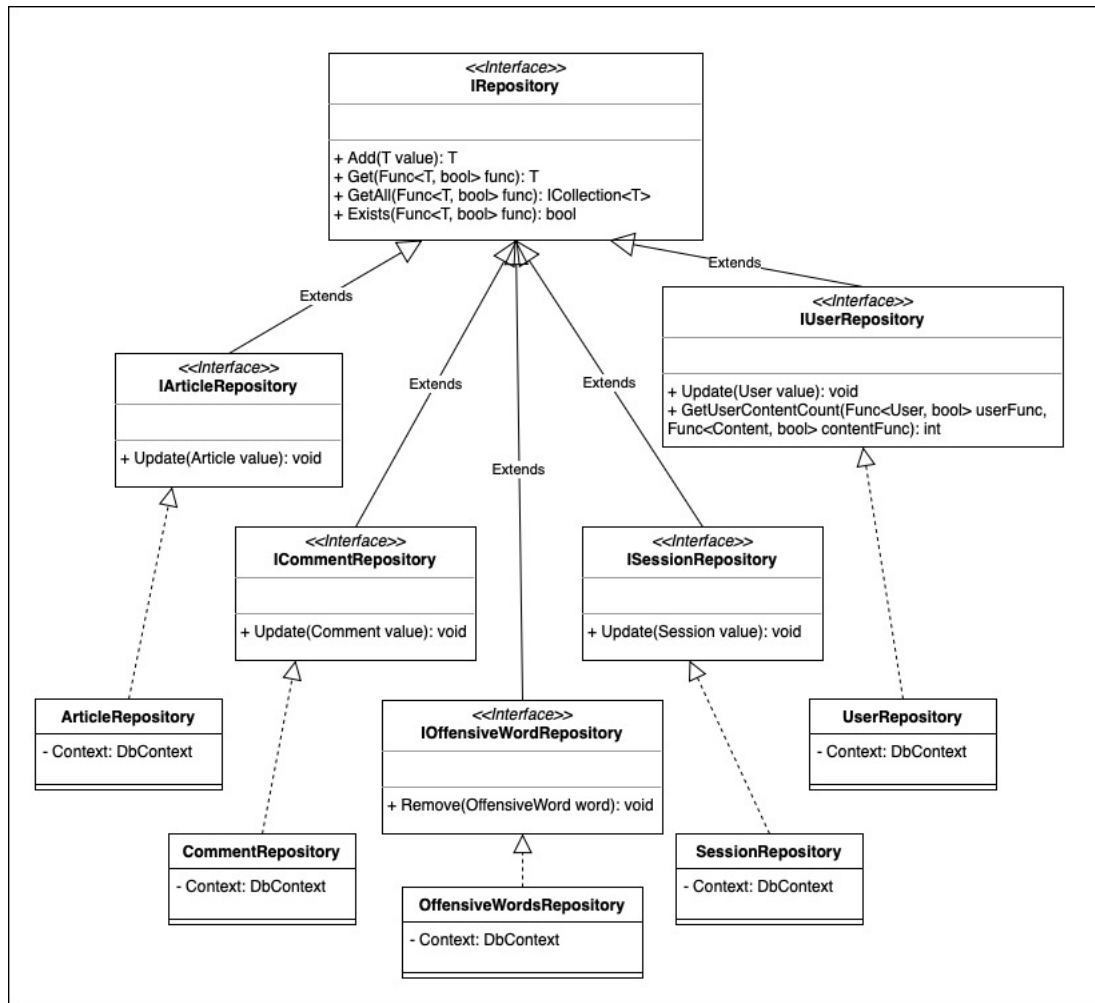 <<Interface>>
IRepository
+ Add(T value): T
+ Get(Func<T, bool> func): T
+ GetAll(Func<T, bool> func): ICollection<T>
+ Exists(Func<T, bool> func): bool
Extends
Extends
<<Interface>>
IUserRepository
+ Update(User value): void
+ GetUserContentCount(Func<User, bool> userFunc,
Func<Content, bool> contentFunc): int
<<Interface>>
IArticleRepository
+ Update(Article value): void
Extends
Extends
Extends
<<Interface>>
ICommentRepository
+ Update(Comment value): void
<<Interface>>
ISessionRepository
+ Update(Session value): void
ArticleRepository
- Context: DbContext
<<Interface>>
IOffensiveWordRepository
+ Remove(OffensiveWord word): void
UserRepository
- Context: DbContext
CommentRepository
- Context: DbContext
SessionRepository
- Context: DbContext
OffensiveWordsRepository
- Context: DbContext